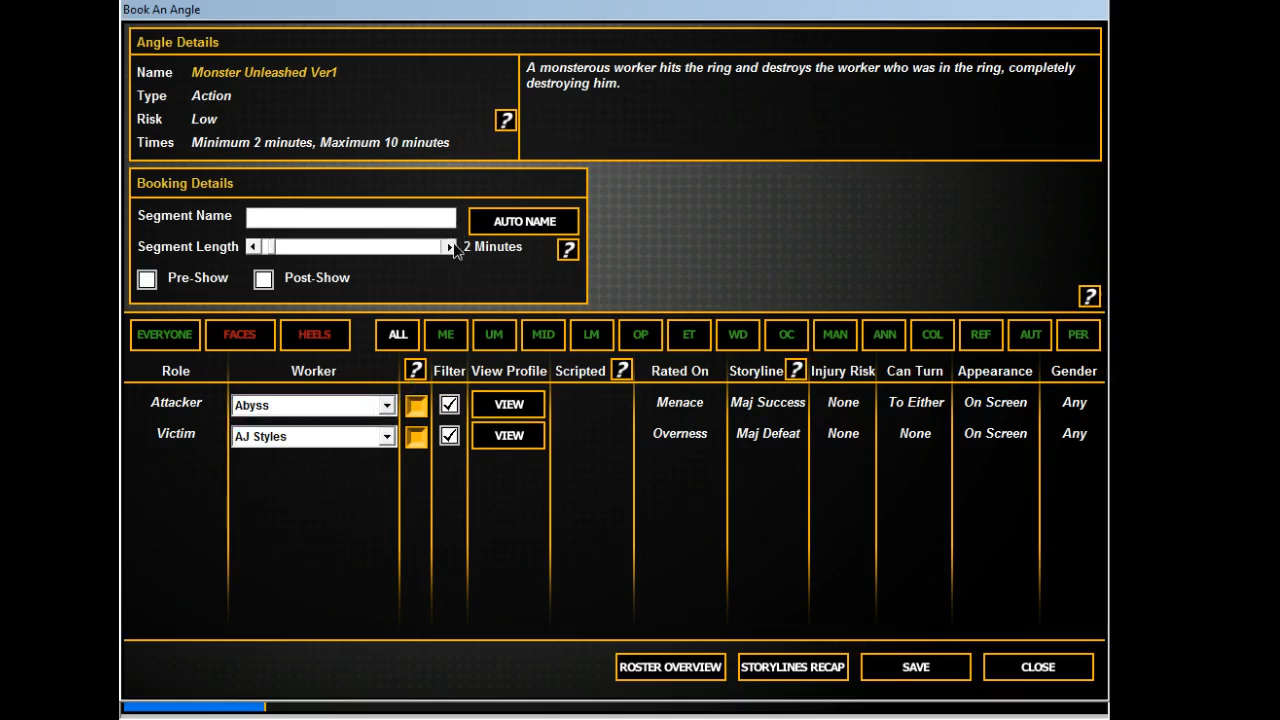 Book An Angle
Angle Details
Name Monster Unleashed Ver1
Type Action
Risk Low
?
Times Minimum 2 minutes, Maximum 10 minutes
A monsterous worker hits the ring and destroys the worker who was in the ring, completely
destroying him.
Booking Details
Segment Name AUTO NAME
Segment Length 2 Minutes ?
Pre-Show Post-Show
?
EVERYONE FACES HEELS ALL ME UM MID LM OP ET WD OC MAN ANN COL REF AUT PER
Role Worker ? Filter View Profile Scripted ? Rated On Storyline ? Injury Risk Can Turn Appearance Gender
Attacker Abyss VIEW Menace Maj Success None To Either On Screen Any
Victim AJ Styles VIEW Overness Maj Defeat None None On Screen Any
ROSTER OVERVIEW STORYLINES RECAP SAVE CLOSE